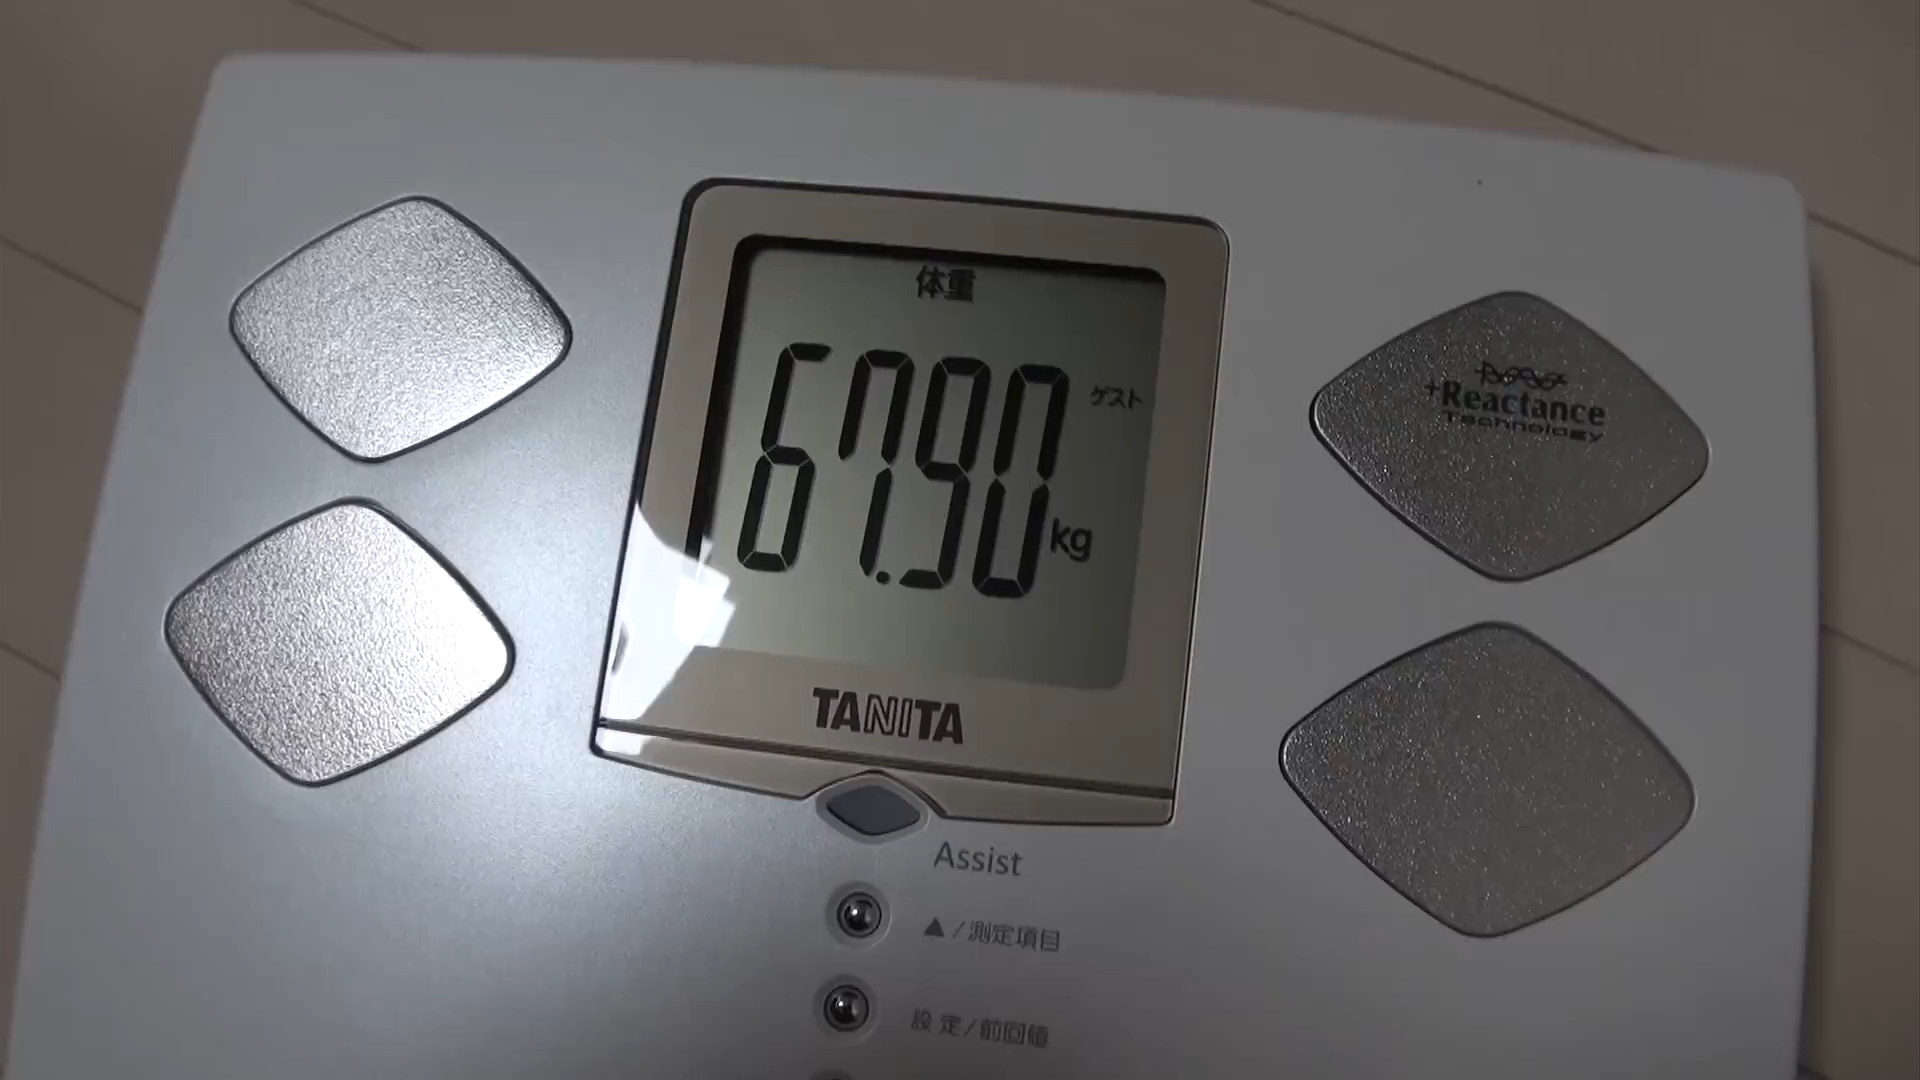 体重
67.90 kg
ゲスト
+Reactance
Technology
TANITA
Assist
▲/測定項目
設定/前回値